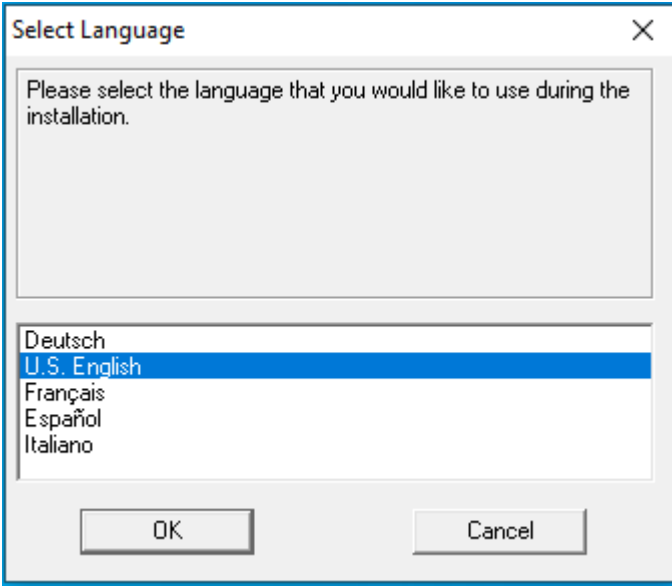 Select Language
Please select the language that you would like to use during the
installation.
Deutsch
U.S. English
Français
Español
Italiano
OK
Cancel